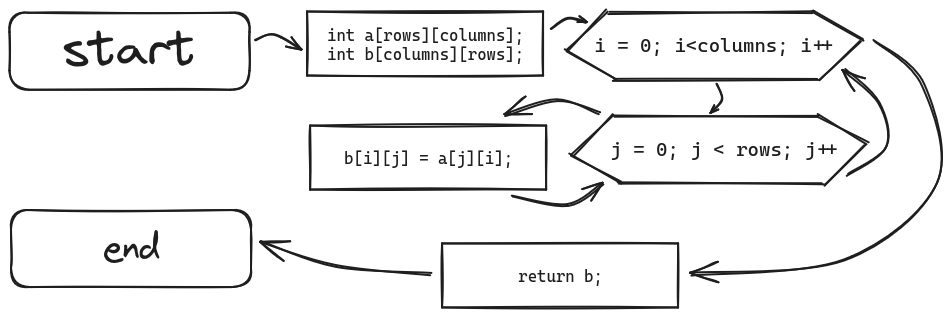 start
int a[rows][columns];
int b[columns][rows];
i = 0; i<columns; i++
j = 0; j < rows; j++
b[i][j] = a[j][i];
end
return b;